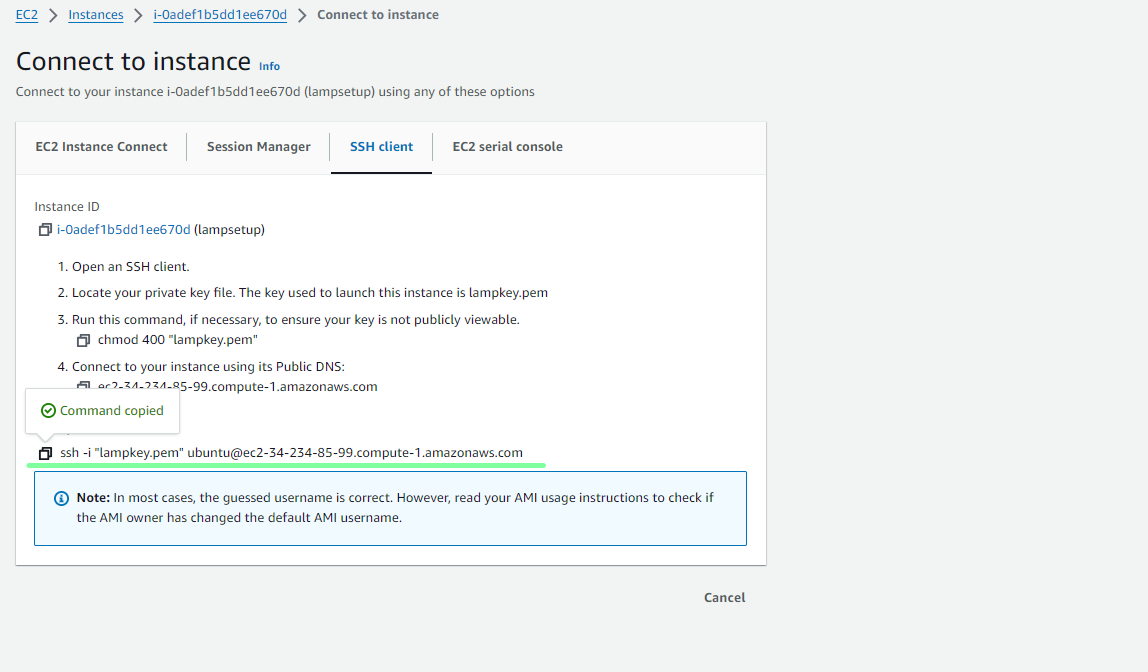 EC2 Instances i-0adef1b5dd1ee670d Connect to instance
Connect to instance Info
Connect to your instance i-0adef1b5dd1ee670d (lampsetup) using any of these options
EC2 Instance Connect Session Manager SSH client EC2 serial console
Instance ID
i-0adef1b5dd1ee670d (lampsetup)
1. Open an SSH client.
2. Locate your private key file. The key used to launch this instance is lampkey.pem
3. Run this command, if necessary, to ensure your key is not publicly viewable.
chmod 400 "lampkey.pem"
4. Connect to your instance using its Public DNS:
ec2-34-234-85-99.compute-1.amazonaws.com
Command copied
ssh -i "lampkey.pem" ubuntu@ec2-34-234-85-99.compute-1.amazonaws.com
Note: In most cases, the guessed username is correct. However, read your AMI usage instructions to check if
the AMI owner has changed the default AMI username.
Cancel